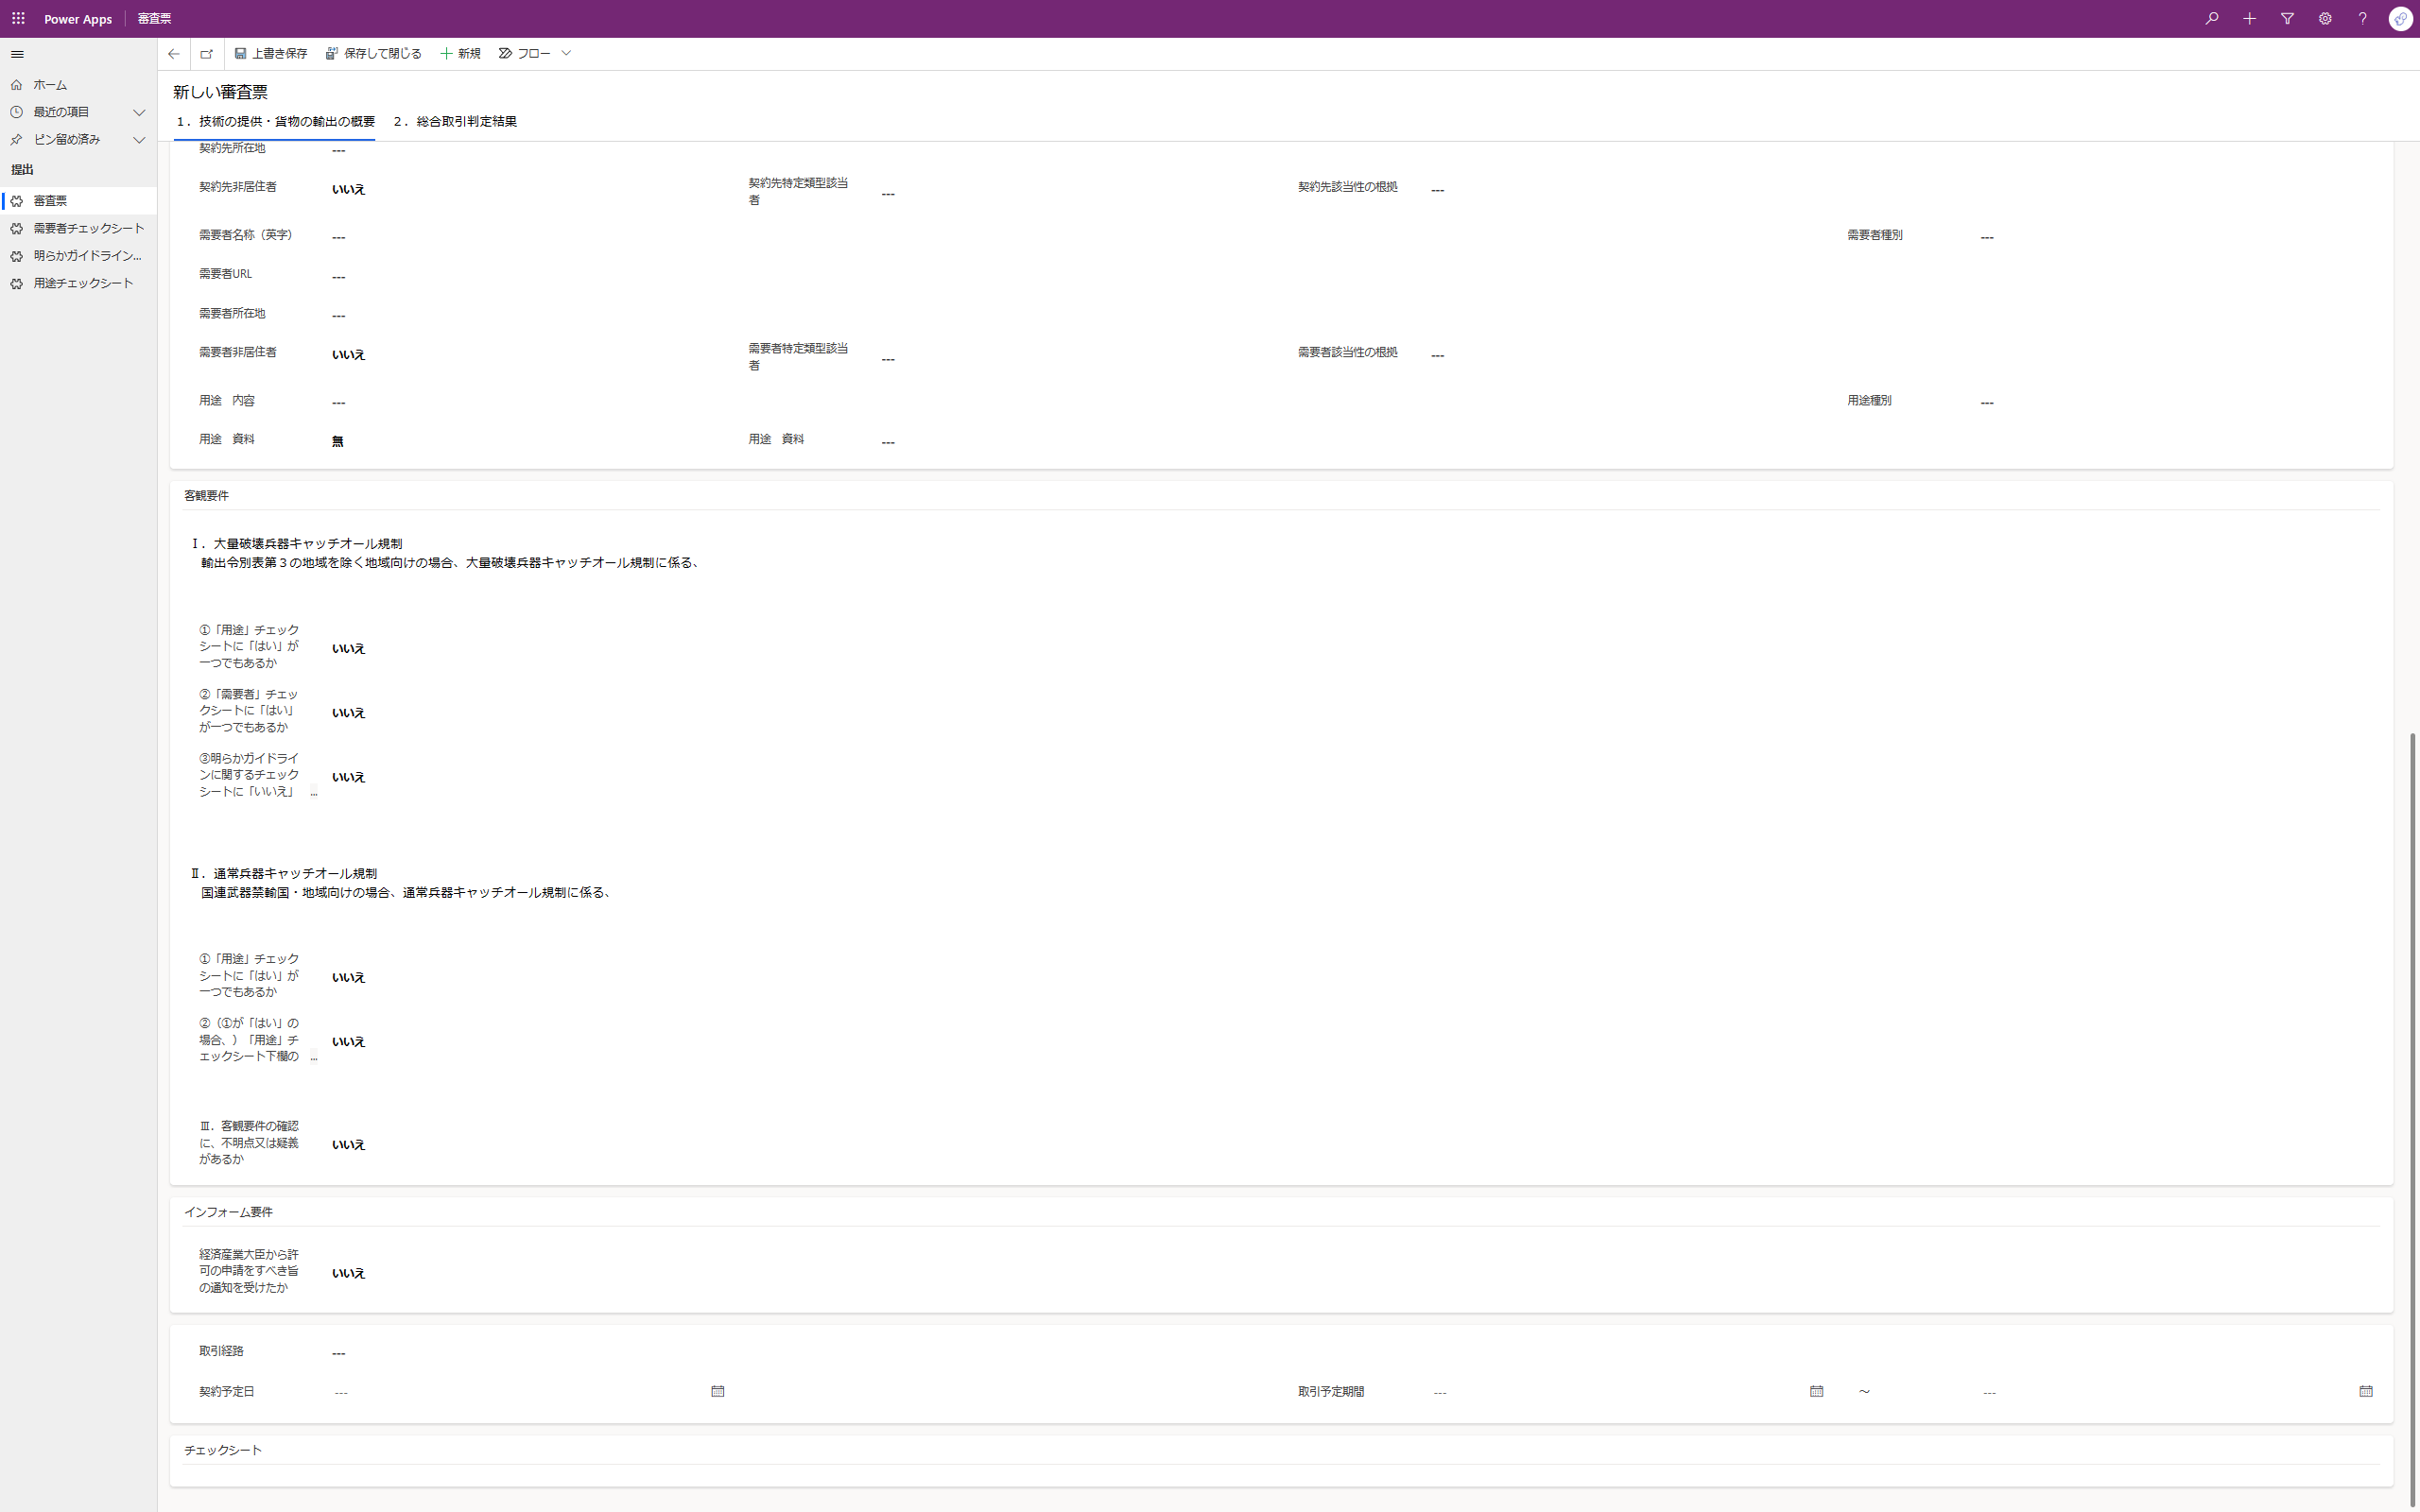 Power Apps 審査票
上書き保存 保存して閉じる 新規 フロー
ホーム
最近の項目
ピン留め済み
提出
審査票
需要者チェックシート
明らかガイドライン...
用途チェックシート
新しい審査票
1．技術の提供・貨物の輸出の概要 2．総合取引判定結果
契約先所在地 ---
契約先非居住者 いいえ 契約先特定類型該当者 --- 契約先該当性の根拠 ---
需要者名称（英字） --- 需要者種別 ---
需要者URL ---
需要者所在地 ---
需要者非居住者 いいえ 需要者特定類型該当者 --- 需要者該当性の根拠 ---
用途　内容 --- 用途種別 ---
用途　資料 無 用途　資料 ---
客観要件
Ⅰ．大量破壊兵器キャッチオール規制
輸出令別表第３の地域を除く地域向けの場合、大量破壊兵器キャッチオール規制に係る、
①「用途」チェック
シートに「はい」が いいえ
一つでもあるか
②「需要者」チェッ
クシートに「はい」 いいえ
が一つでもあるか
③明らかガイドライ
ンに関するチェック いいえ
シートに「いいえ」 ...
Ⅱ．通常兵器キャッチオール規制
国連武器禁輸国・地域向けの場合、通常兵器キャッチオール規制に係る、
①「用途」チェック
シートに「はい」が いいえ
一つでもあるか
②（①が「はい」の
場合、）「用途」チ いいえ
ェックシート下欄の ...
Ⅲ．客観要件の確認
に、不明点又は疑義 いいえ
があるか
インフォーム要件
経済産業大臣から許
可の申請をすべき旨 いいえ
の通知を受けたか
取引経路 ---
契約予定日 --- 取引予定期間 --- ～ ---
チェックシート